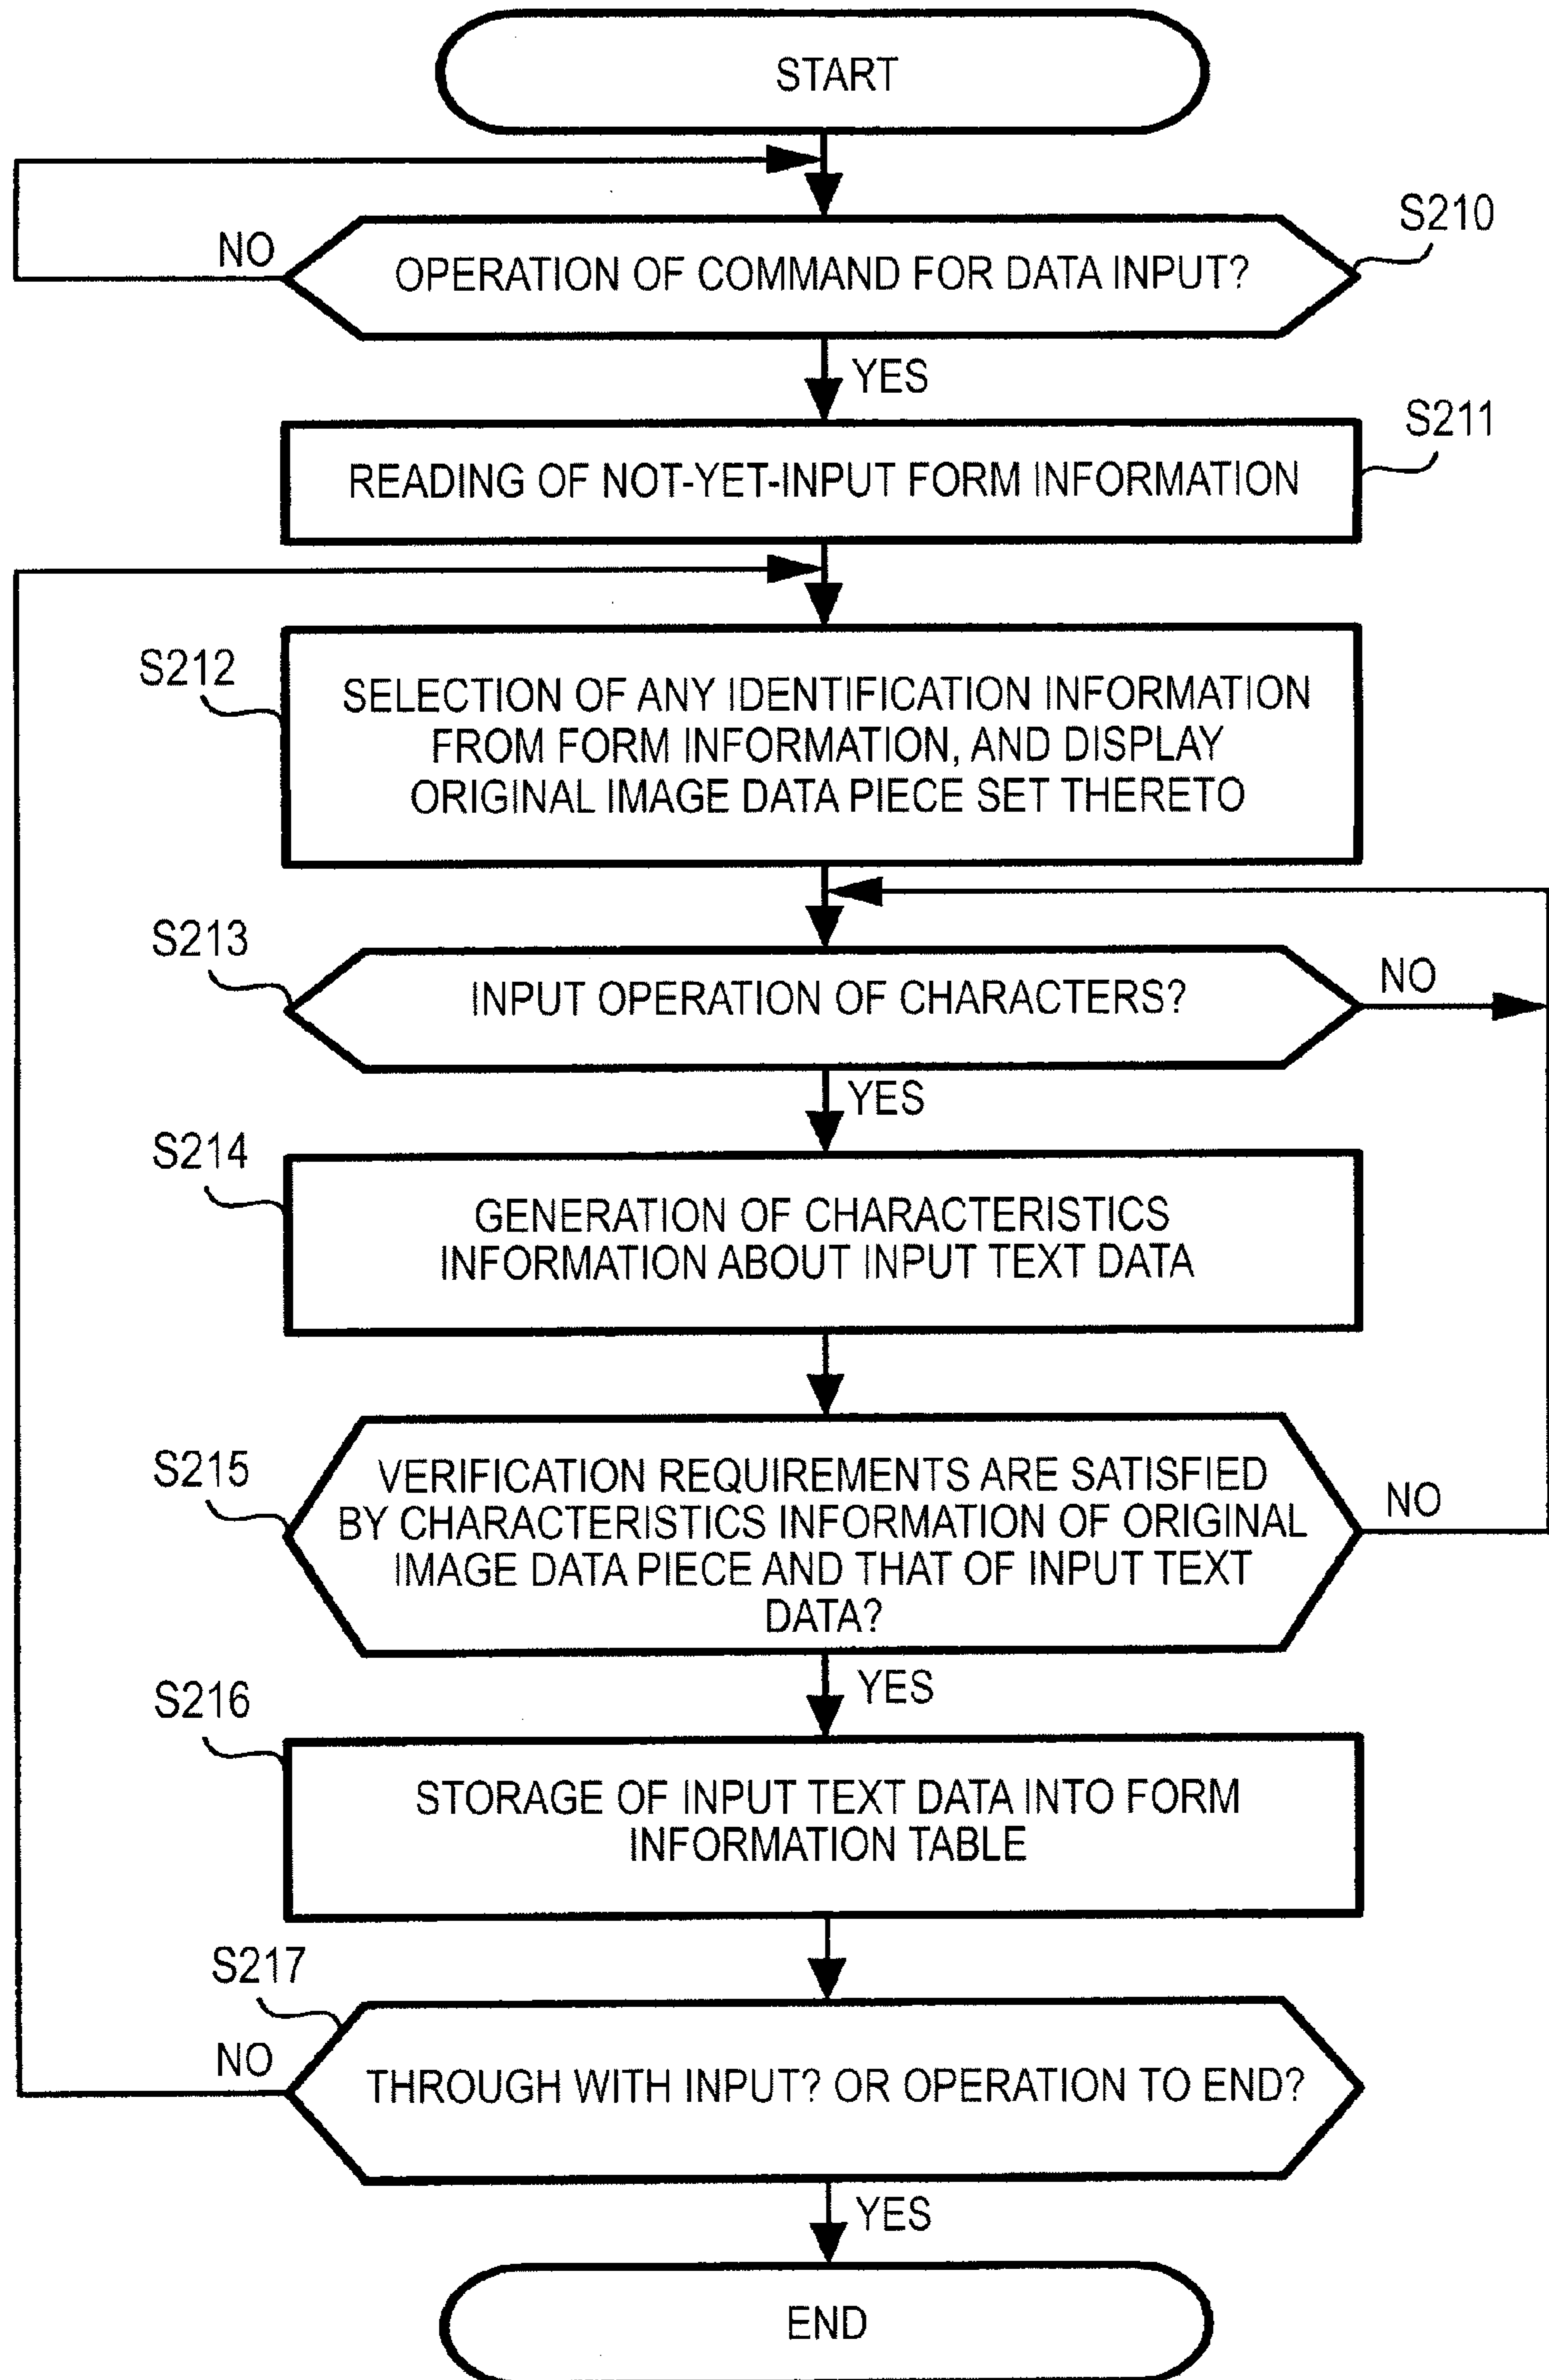 START
S210
NO
OPERATION OF COMMAND FOR DATA INPUT?
YES
S211
READING OF NOT-YET-INPUT FORM INFORMATION
S212
SELECTION OF ANY IDENTIFICATION INFORMATION
FROM FORM INFORMATION, AND DISPLAY
ORIGINAL IMAGE DATA PIECE SET THERETO
S213
INPUT OPERATION OF CHARACTERS?
NO
YES
S214
GENERATION OF CHARACTERISTICS
INFORMATION ABOUT INPUT TEXT DATA
S215
VERIFICATION REQUIREMENTS ARE SATISFIED
BY CHARACTERISTICS INFORMATION OF ORIGINAL
IMAGE DATA PIECE AND THAT OF INPUT TEXT
DATA?
NO
YES
S216
STORAGE OF INPUT TEXT DATA INTO FORM
INFORMATION TABLE
S217
NO
THROUGH WITH INPUT? OR OPERATION TO END?
YES
END